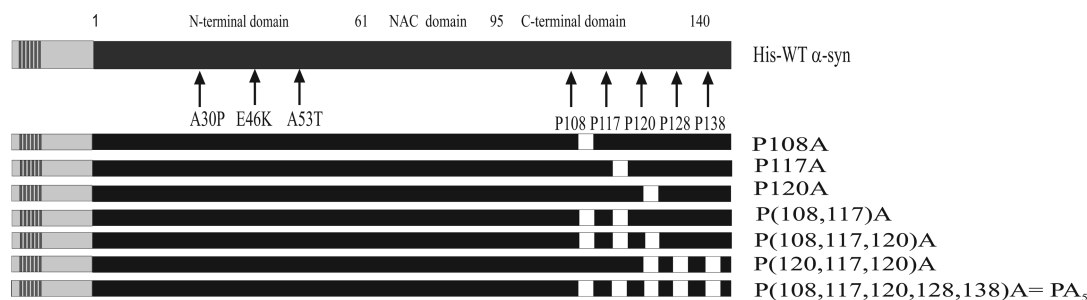 1 N-terminal domain 61 NAC domain 95 C-terminal domain 140
His-WT α-syn
A30P E46K A53T P108 P117 P120 P128 P138
P108A
P117A
P120A
P(108,117)A
P(108,117,120)A
P(120,117,120)A
P(108,117,120,128,138)A= PA₅